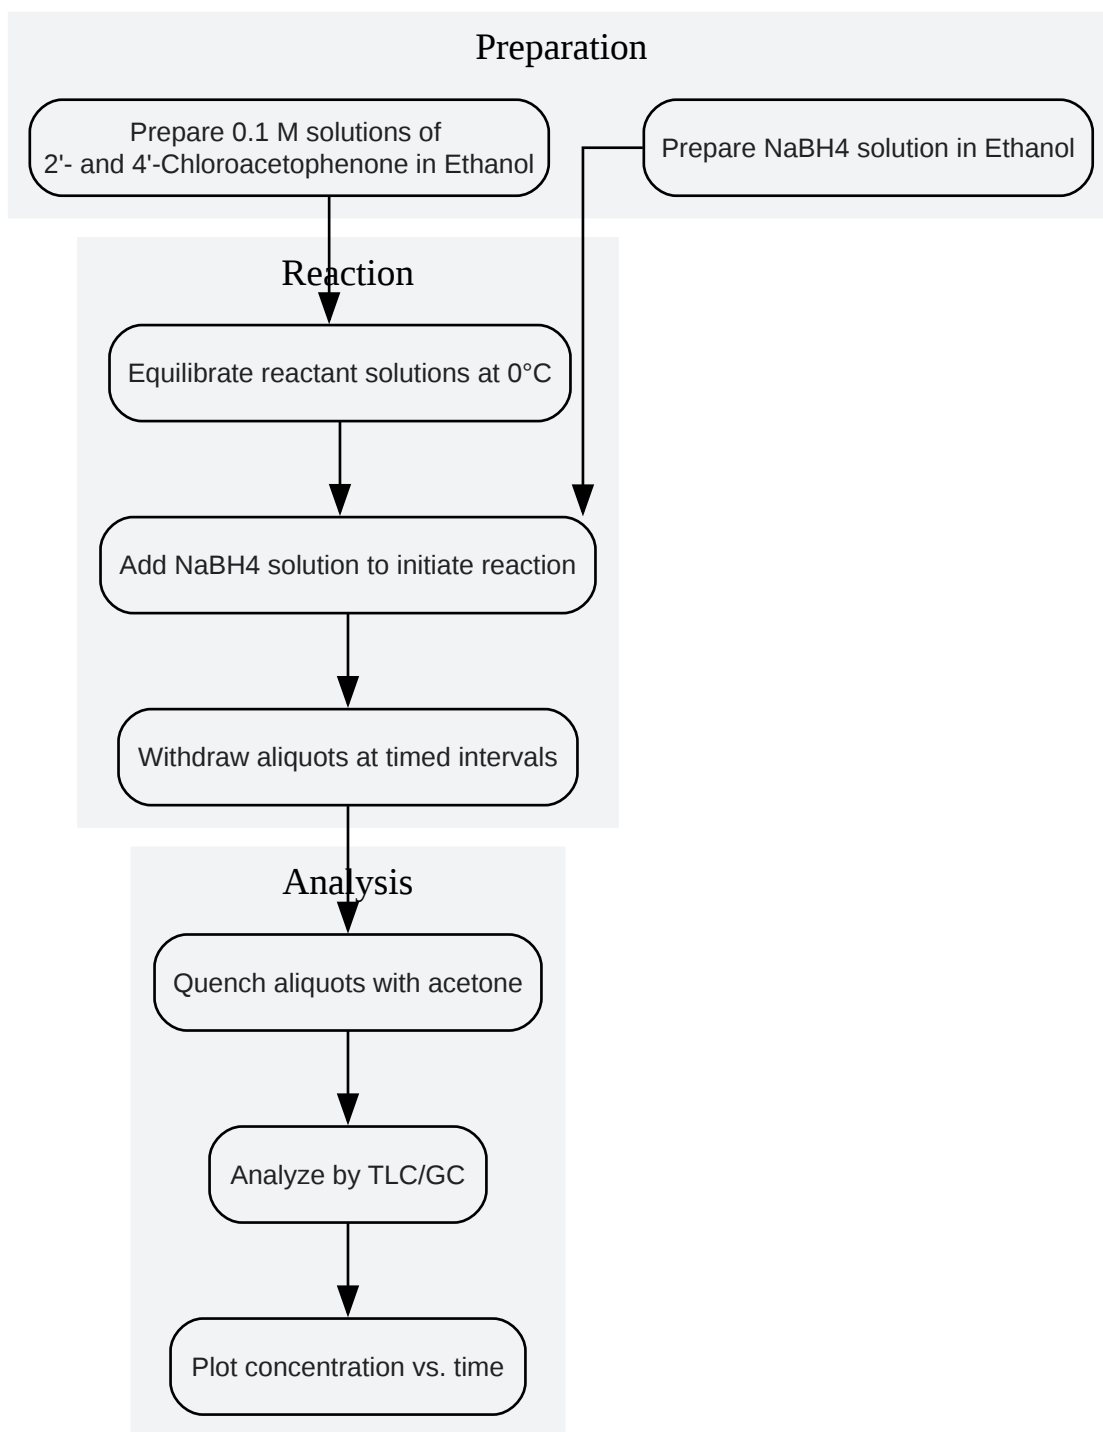 Preparation
Prepare 0.1 M solutions of
2'- and 4'-Chloroacetophenone in Ethanol
Prepare NaBH4 solution in Ethanol
Reaction
Equilibrate reactant solutions at 0°C
Add NaBH4 solution to initiate reaction
Withdraw aliquots at timed intervals
Analysis
Quench aliquots with acetone
Analyze by TLC/GC
Plot concentration vs. time